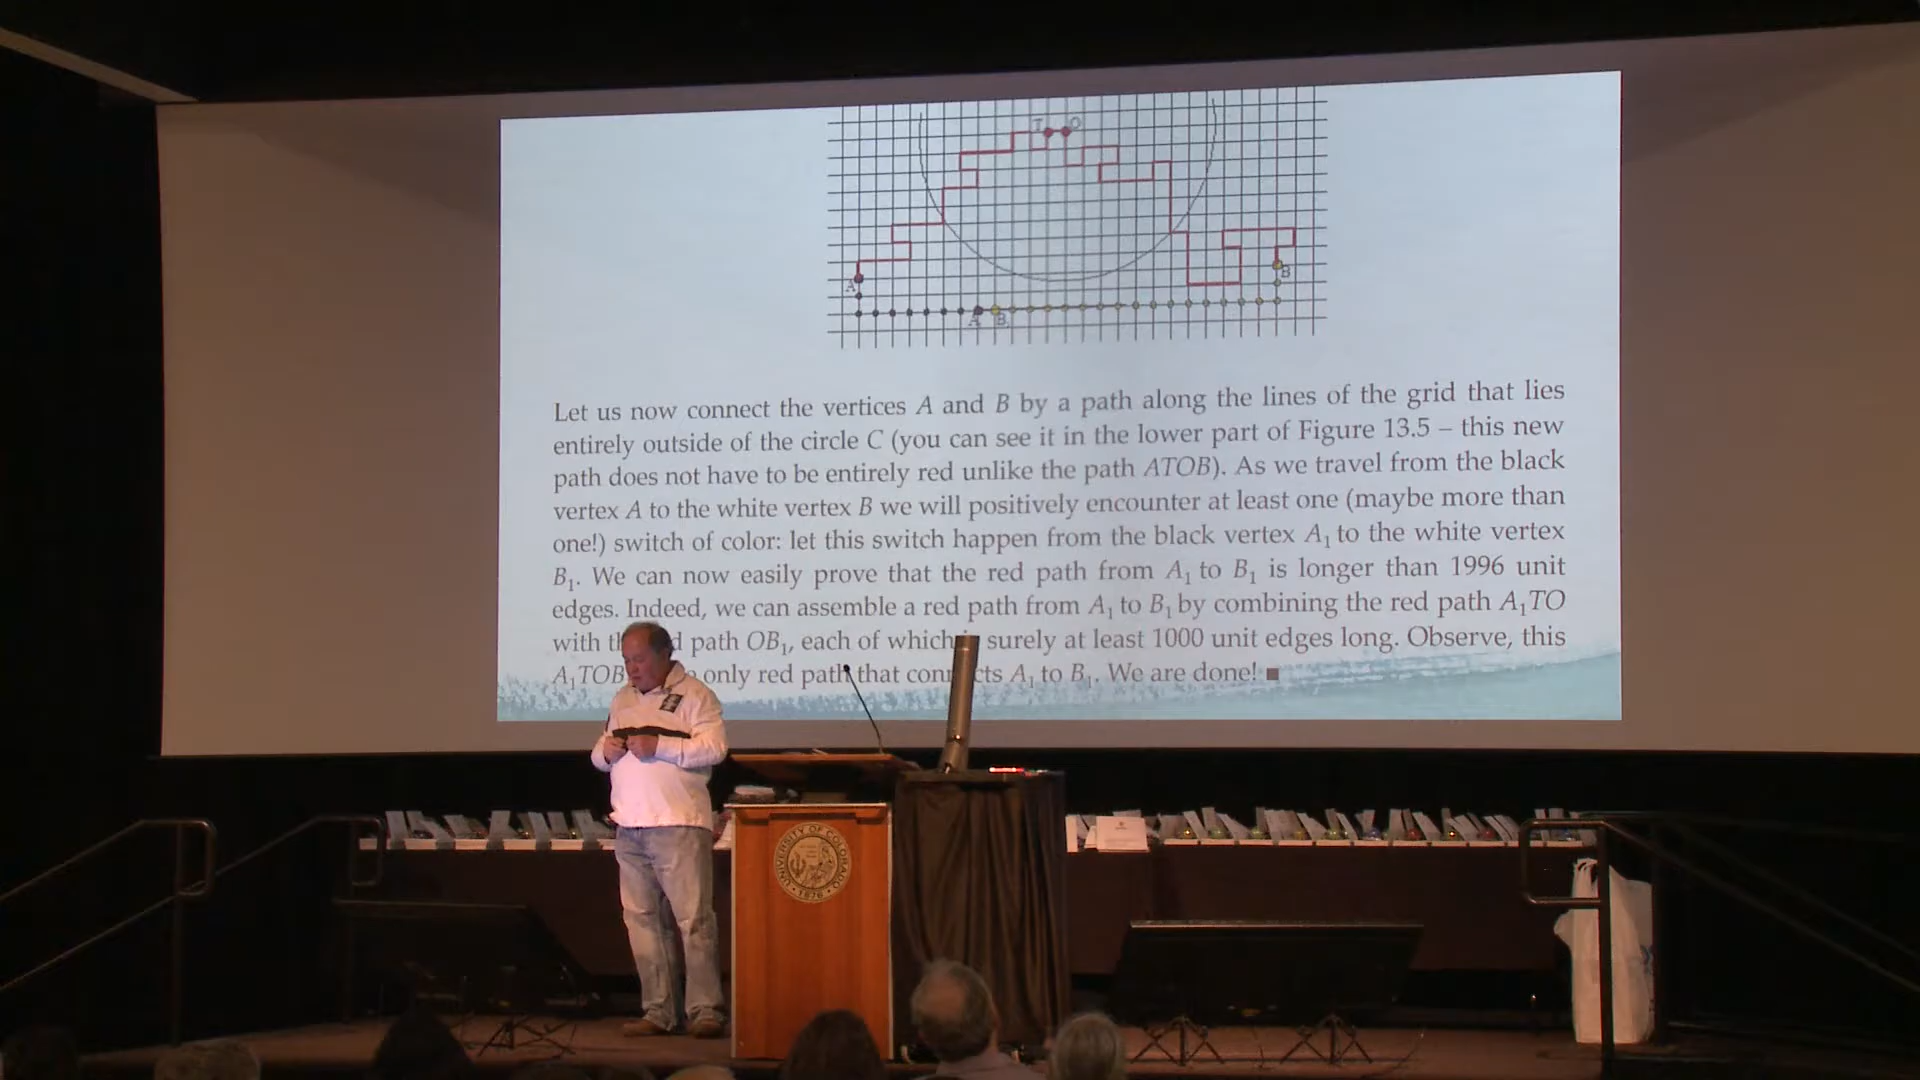 T O
A
B
A B
Let us now connect the vertices A and B by a path along the lines of the grid that lies
entirely outside of the circle C (you can see it in the lower part of Figure 13.5 – this new
path does not have to be entirely red unlike the path ATOB). As we travel from the black
vertex A to the white vertex B we will positively encounter at least one (maybe more than
one!) switch of color: let this switch happen from the black vertex A₁ to the white vertex
B₁. We can now easily prove that the red path from A₁ to B₁ is longer than 1996 unit
edges. Indeed, we can assemble a red path from A₁ to B₁ by combining the red path A₁TO
with path OB₁, each of which surely at least 1000 unit edges long. Observe, this
A₁TOB only red path that connects A₁ to B₁. We are done! ■
UNIVERSITY OF COLORADO
1876